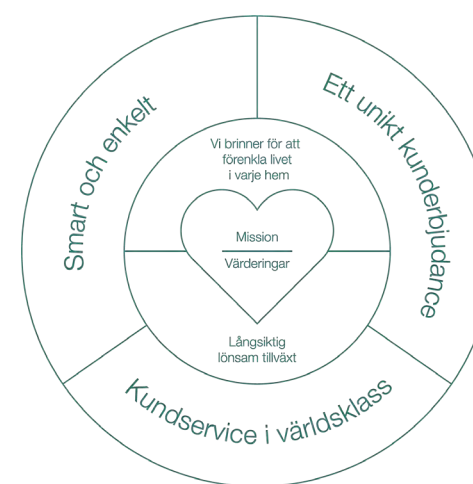 Smart och enkelt
Ett unikt kunderbjudance
Vi brinner för att
förenkla livet
i varje hem
Mission
Värderingar
Långsiktig
lönsam tillväxt
Kundservice i världsklass